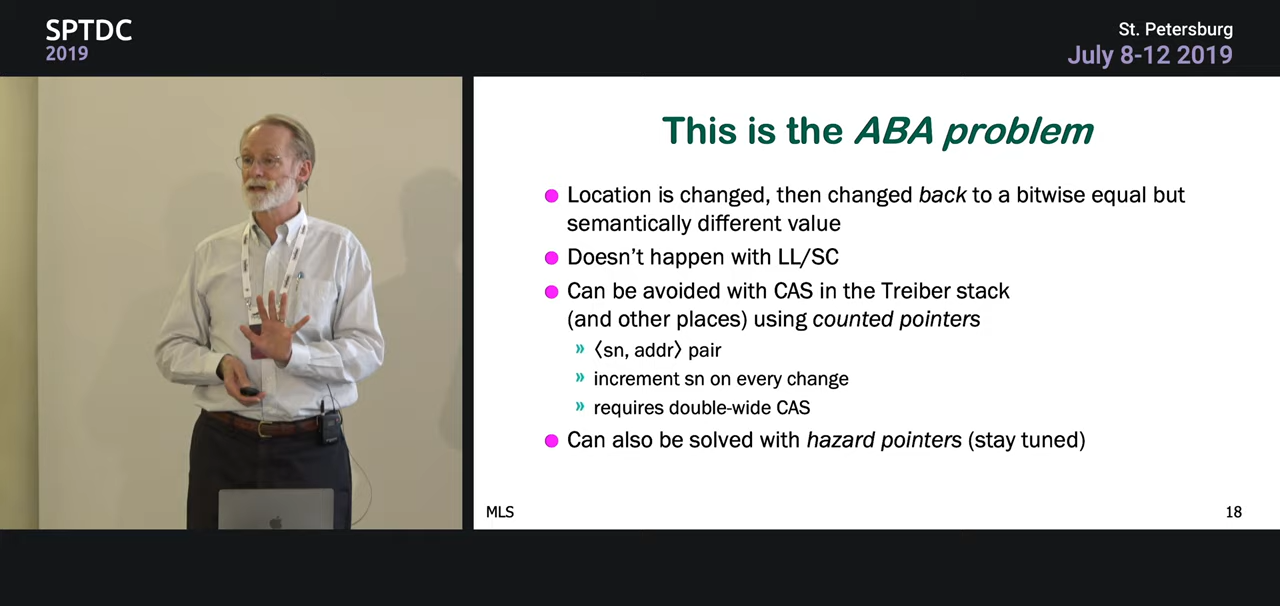 SPTDC
2019
St. Petersburg
July 8-12 2019
This is the ABA problem
Location is changed, then changed back to a bitwise equal but
semantically different value
Doesn't happen with LL/SC
Can be avoided with CAS in the Treiber stack
(and other places) using counted pointers
» ⟨sn, addr⟩ pair
» increment sn on every change
» requires double-wide CAS
Can also be solved with hazard pointers (stay tuned)
MLS
18